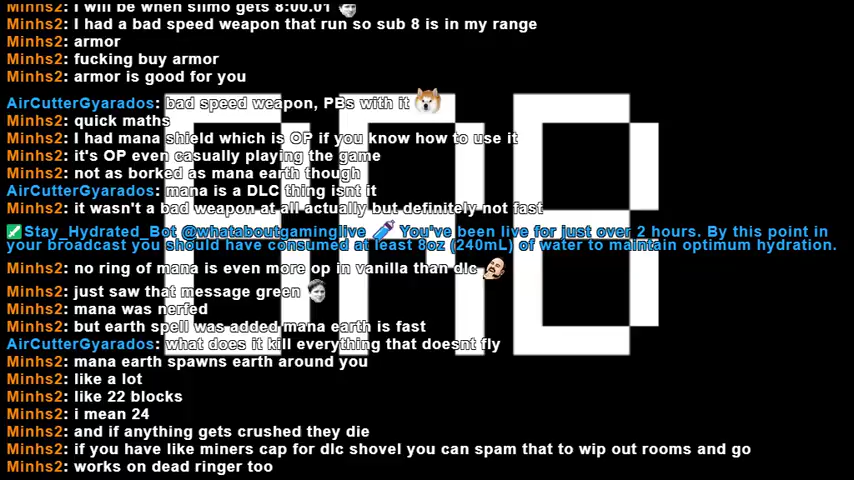 Minhs2: i will be when slimo gets 8:00.01
Minhs2: I had a bad speed weapon that run so sub 8 is in my range
Minhs2: armor
Minhs2: fucking buy armor
Minhs2: armor is good for you
AirCutterGyarados: bad speed weapon, PBs with it
Minhs2: quick maths
Minhs2: I had mana shield which is OP if you know how to use it
Minhs2: it's OP even casually playing the game
Minhs2: not as borked as mana earth though
AirCutterGyarados: mana is a DLC thing isnt it
Minhs2: it wasn't a bad weapon at all actually but definitely not fast
Stay_Hydrated_Bot @whataboutgaminglive You've been live for just over 2 hours. By this point in
your broadcast you should have consumed at least 8oz (240mL) of water to maintain optimum hydration.
Minhs2: no ring of mana is even more op in vanilla than dlc
Minhs2: just saw that message green
Minhs2: mana was nerfed
Minhs2: but earth spell was added mana earth is fast
AirCutterGyarados: what does it kill everything that doesnt fly
Minhs2: mana earth spawns earth around you
Minhs2: like a lot
Minhs2: like 22 blocks
Minhs2: i mean 24
Minhs2: and if anything gets crushed they die
Minhs2: if you have like miners cap for dlc shovel you can spam that to wip out rooms and go
Minhs2: works on dead ringer too